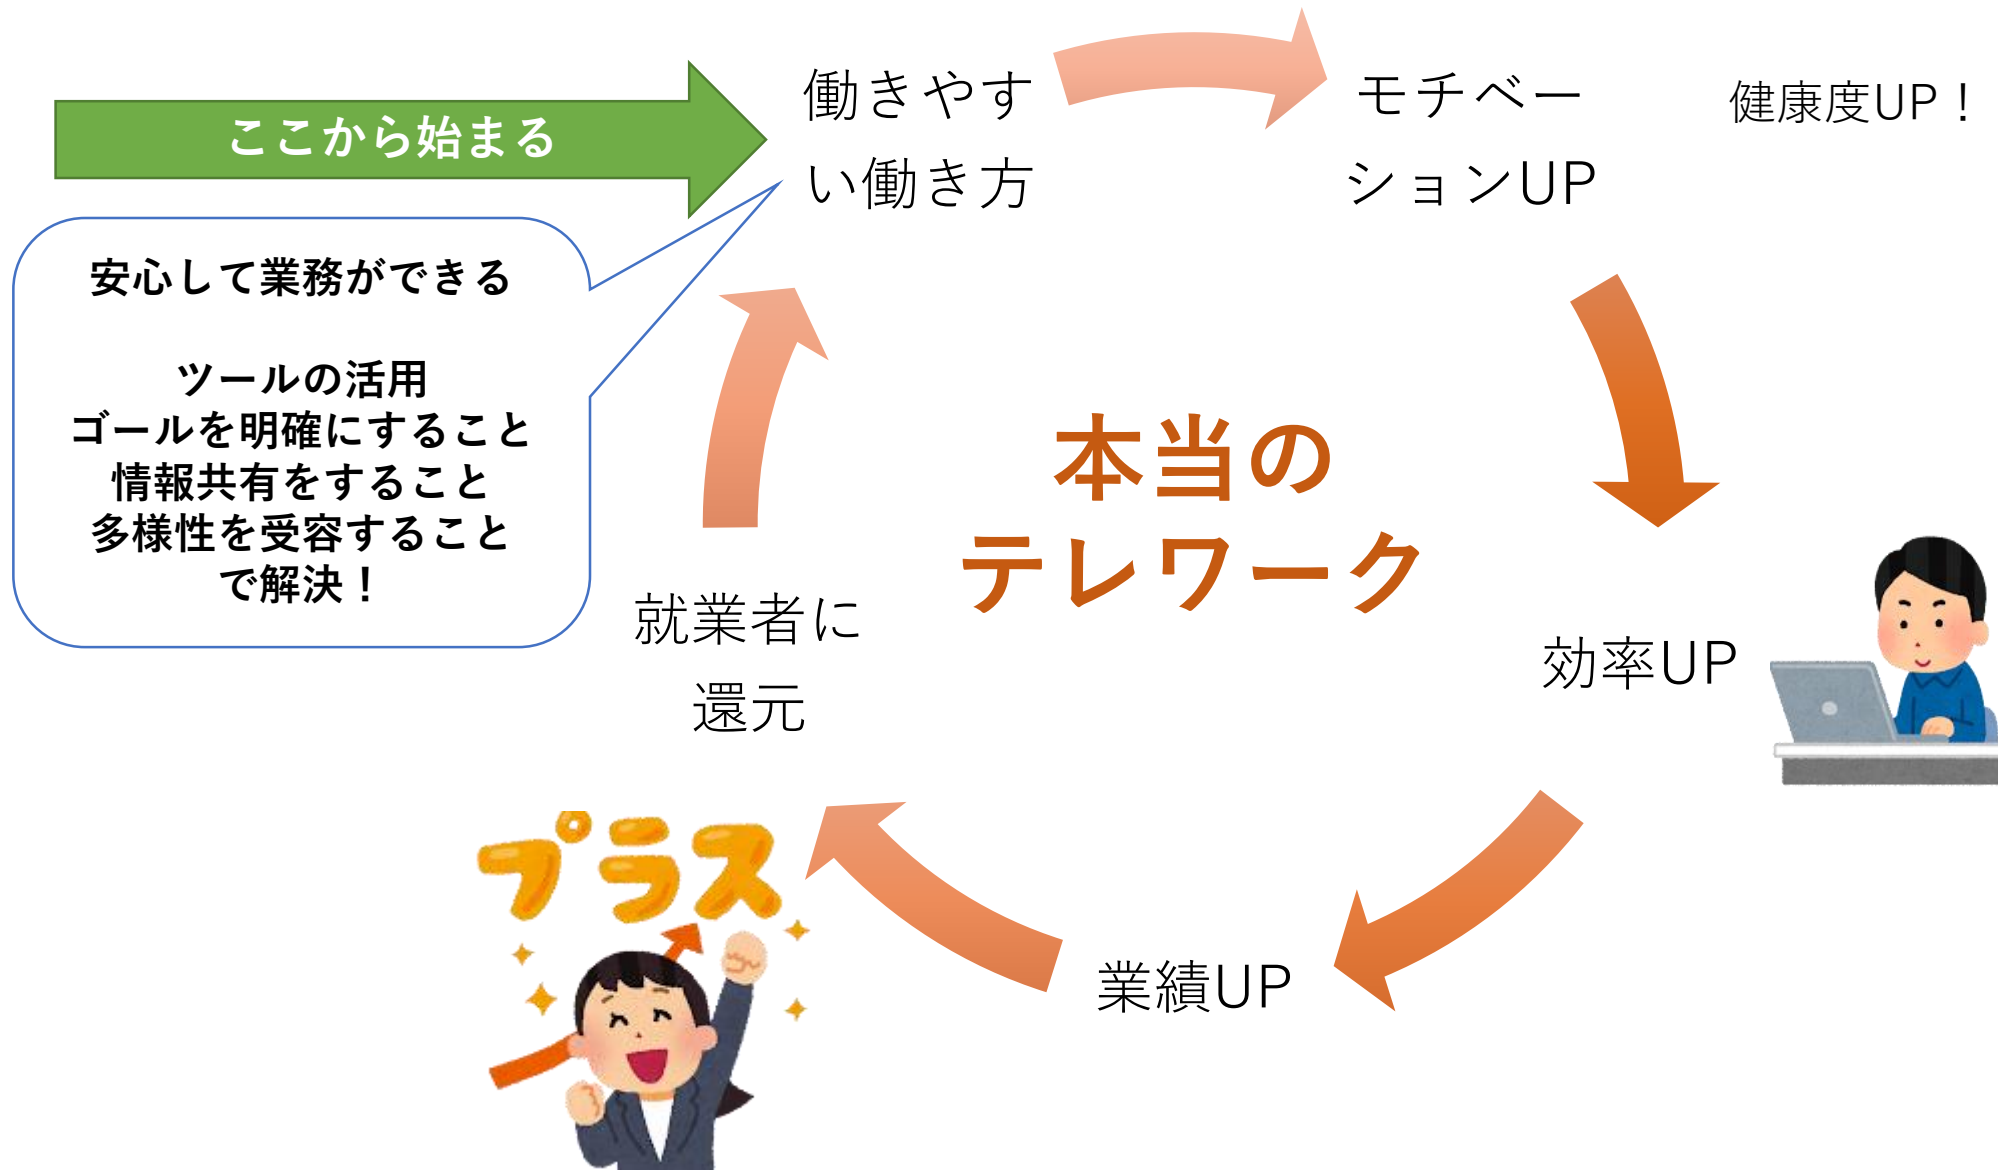 ここから始まる
働きやす
い働き方
モチベー
ションUP
健康度UP！
安心して業務ができる
ツールの活用
ゴールを明確にすること
情報共有をすること
多様性を受容すること
で解決！
本当の
テレワーク
就業者に
還元
効率UP
プラス
業績UP